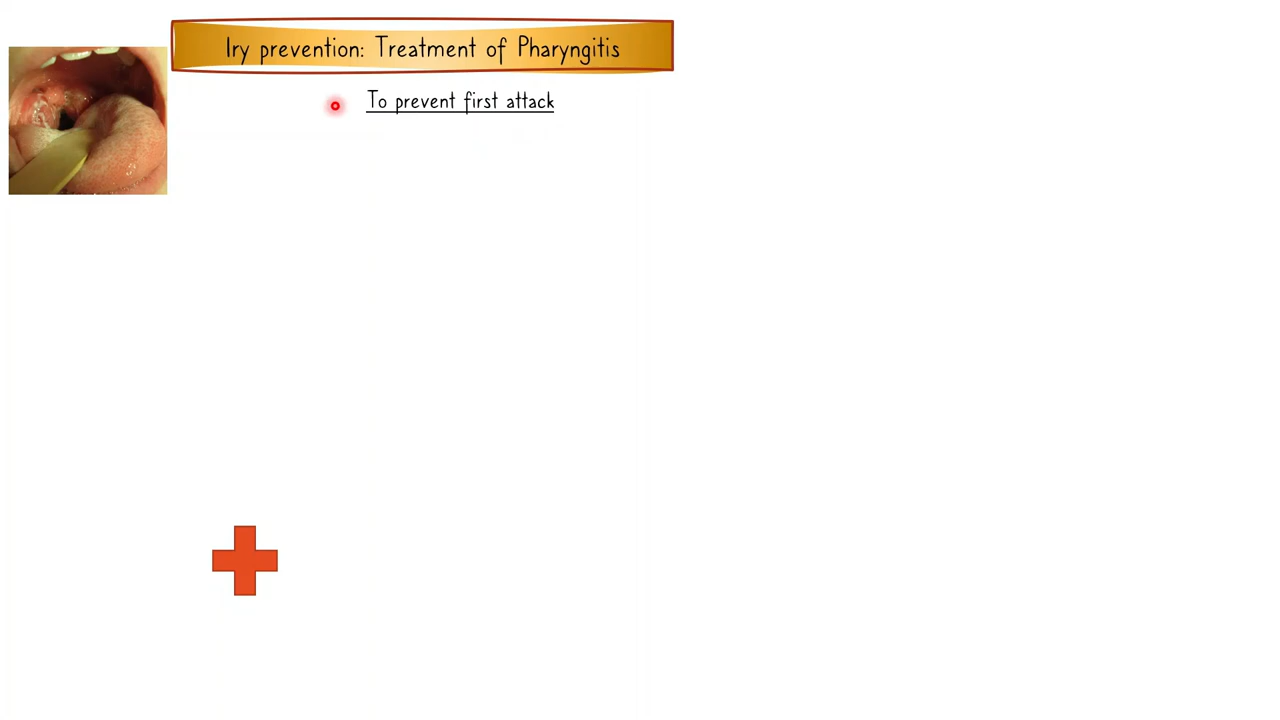 Iry prevention: Treatment of Pharyngitis
To prevent first attack